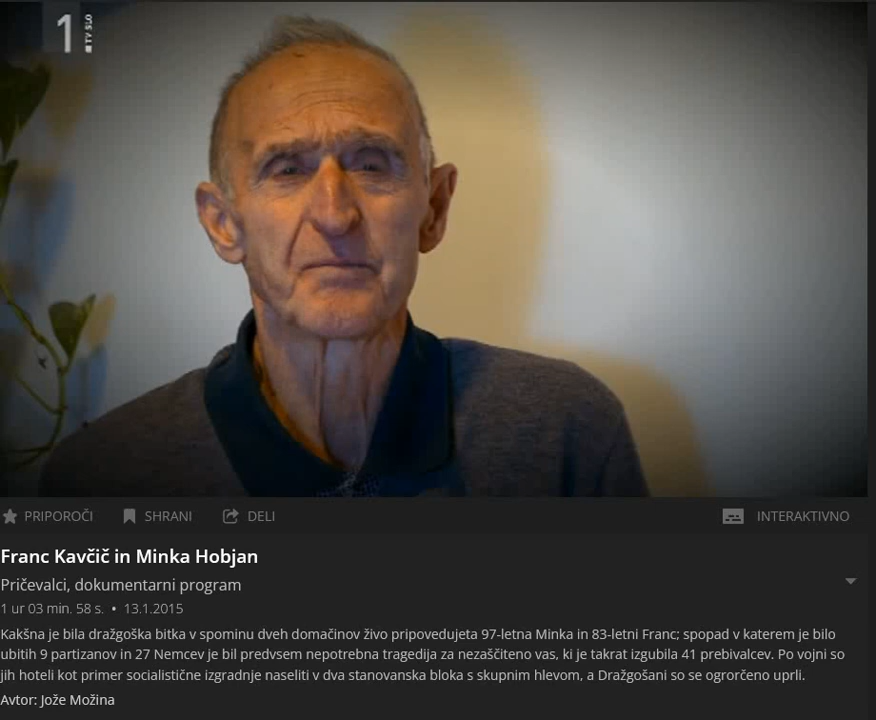 1
TV SLO
PRIPOROČI SHRANI DELI INTERAKTIVNO
Franc Kavčič in Minka Hobjan
Pričevalci, dokumentarni program
1 ur 03 min. 58 s. • 13.1.2015
Kakšna je bila dražgoška bitka v spominu dveh domačinov živo pripovedujeta 97-letna Minka in 83-letni Franc; spopad v katerem je bilo
ubitih 9 partizanov in 27 Nemcev je bil predvsem nepotrebna tragedija za nezaščiteno vas, ki je takrat izgubila 41 prebivalcev. Po vojni so
jih hoteli kot primer socialistične izgradnje naseliti v dva stanovanska bloka s skupnim hlevom, a Dražgošani so se ogrorčeno uprli.
Avtor: Jože Možina